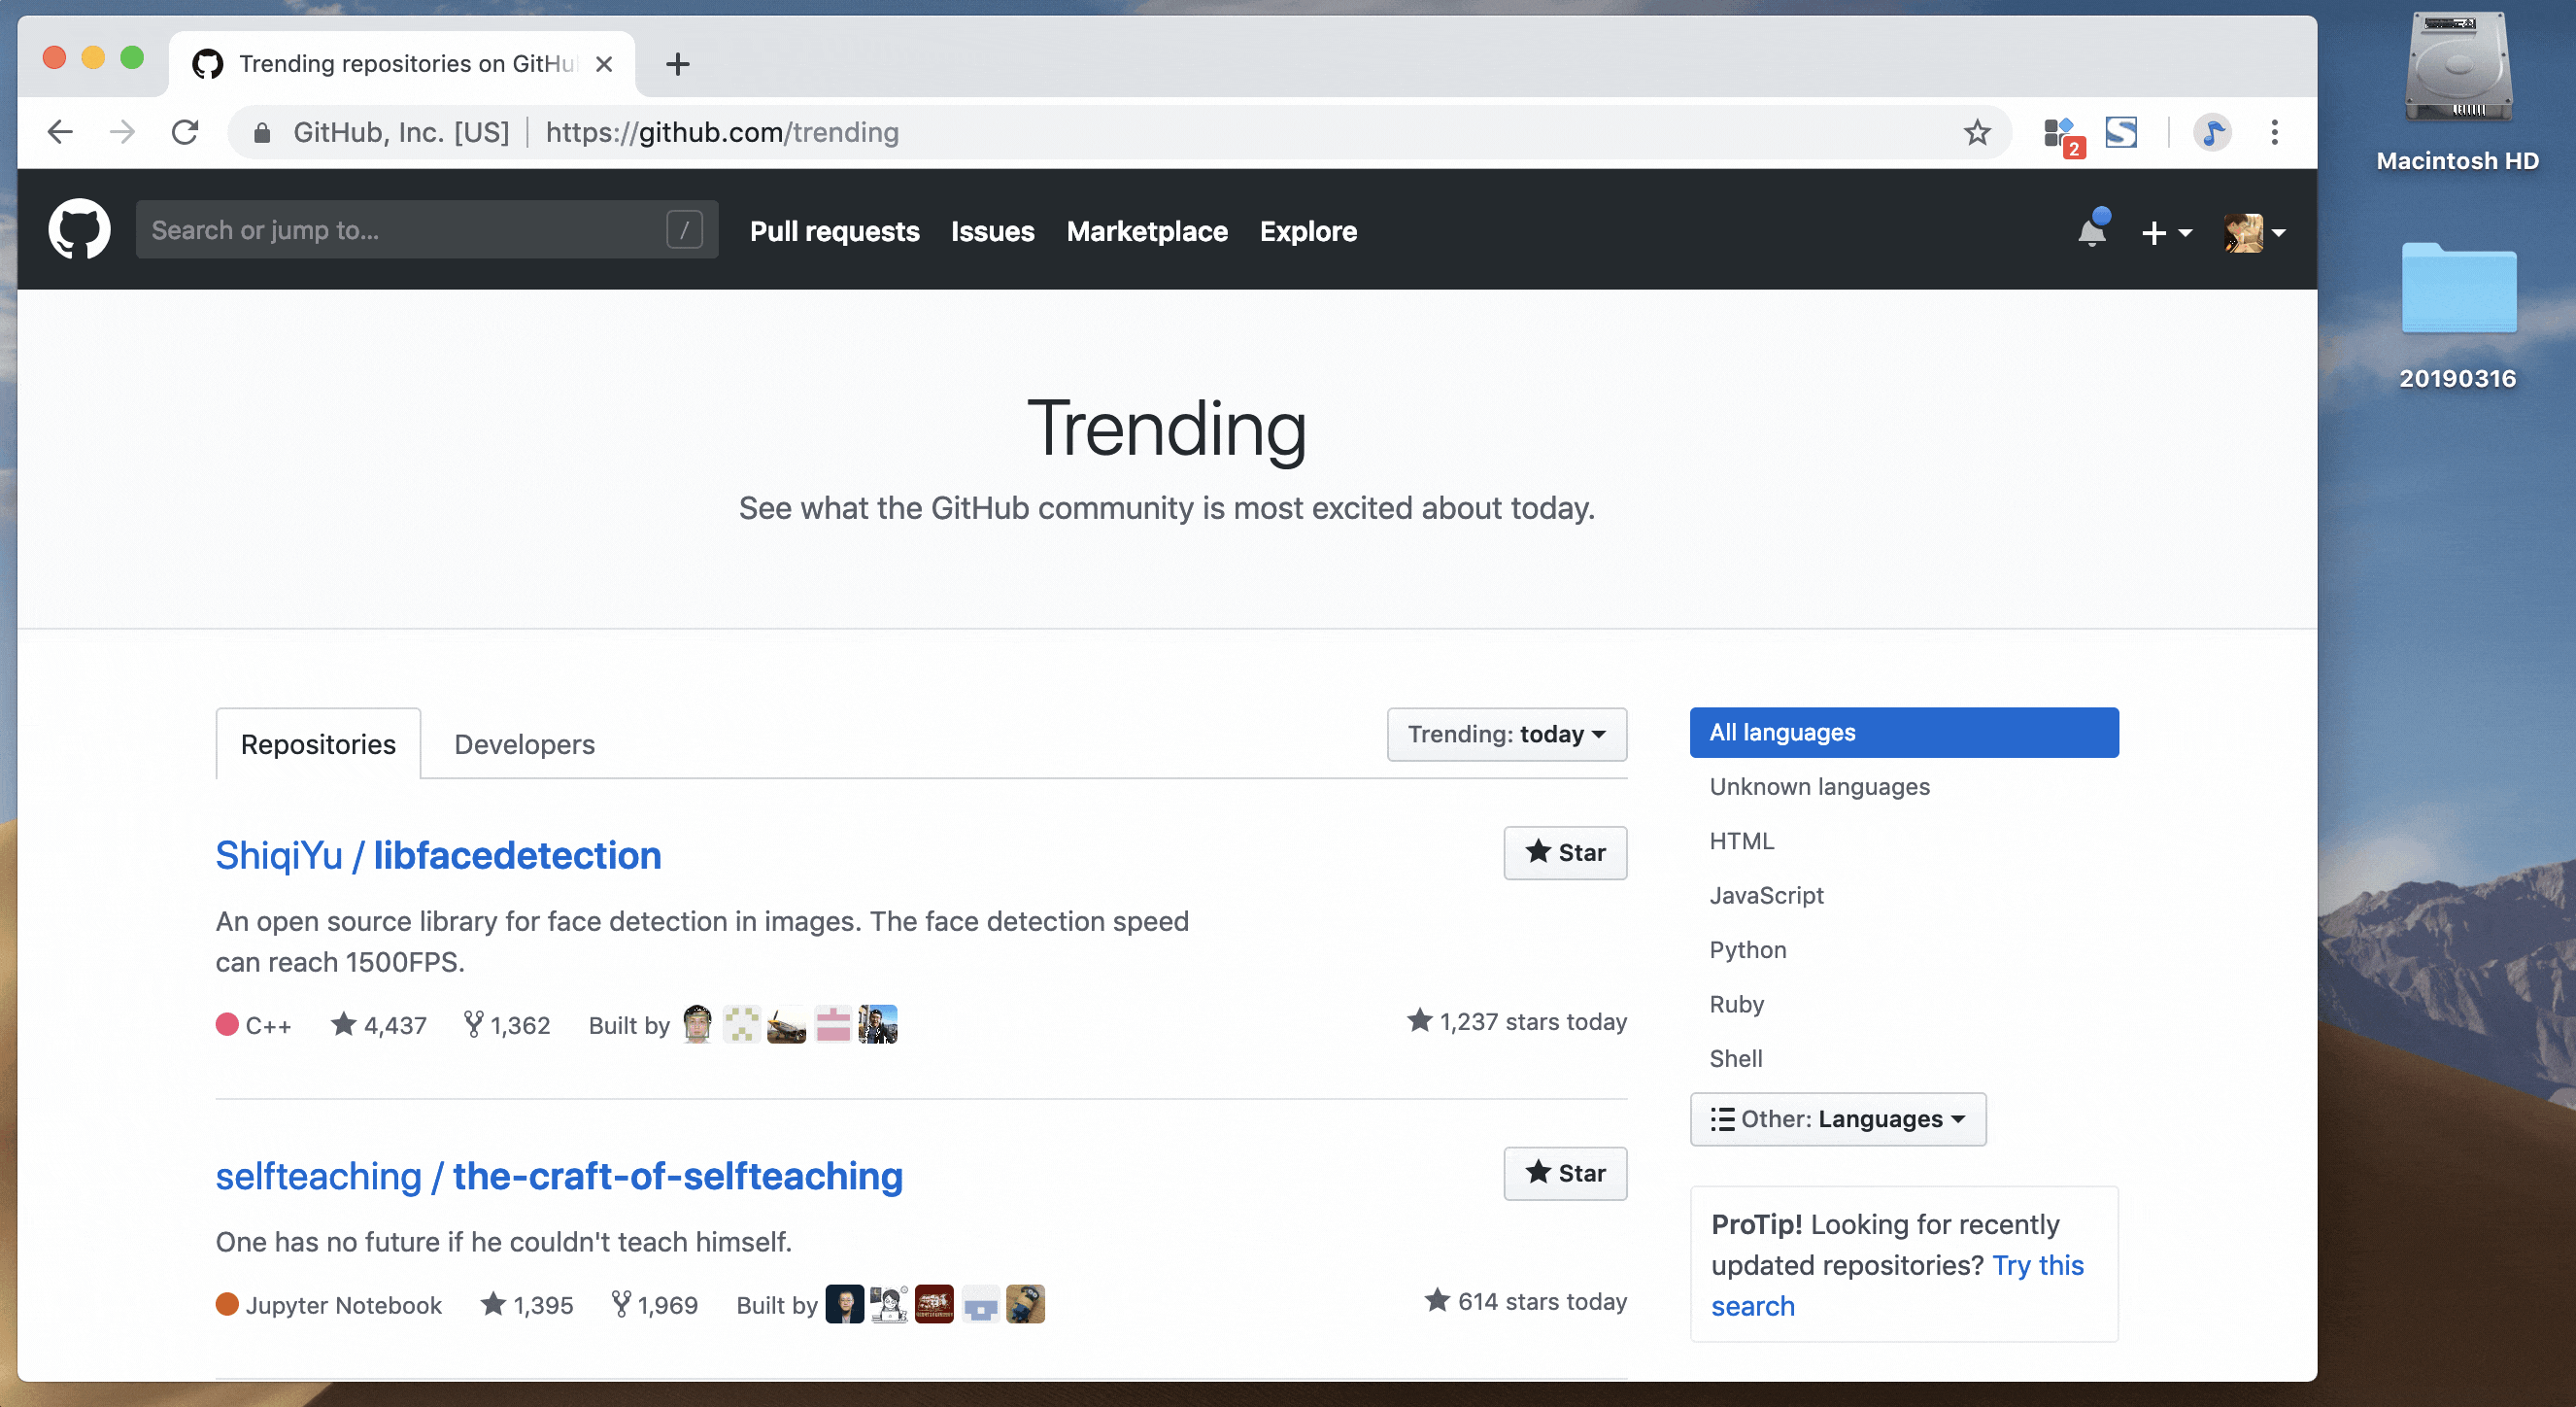 Trending repositories on GitHu
GitHub, Inc. [US] | https://github.com/trending
2
Macintosh HD
Search or jump to...
/
Pull requests
Issues
Marketplace
Explore
20190316
Trending
See what the GitHub community is most excited about today.
Repositories
Developers
Trending: today
ShiqiYu / libfacedetection
Star
An open source library for face detection in images. The face detection speed
can reach 1500FPS.
C++
4,437
1,362
Built by
1,237 stars today
selfteaching / the-craft-of-selfteaching
Star
One has no future if he couldn't teach himself.
Jupyter Notebook
1,395
1,969
Built by
614 stars today
All languages
Unknown languages
HTML
JavaScript
Python
Ruby
Shell
Other: Languages
ProTip! Looking for recently
updated repositories? Try this
search